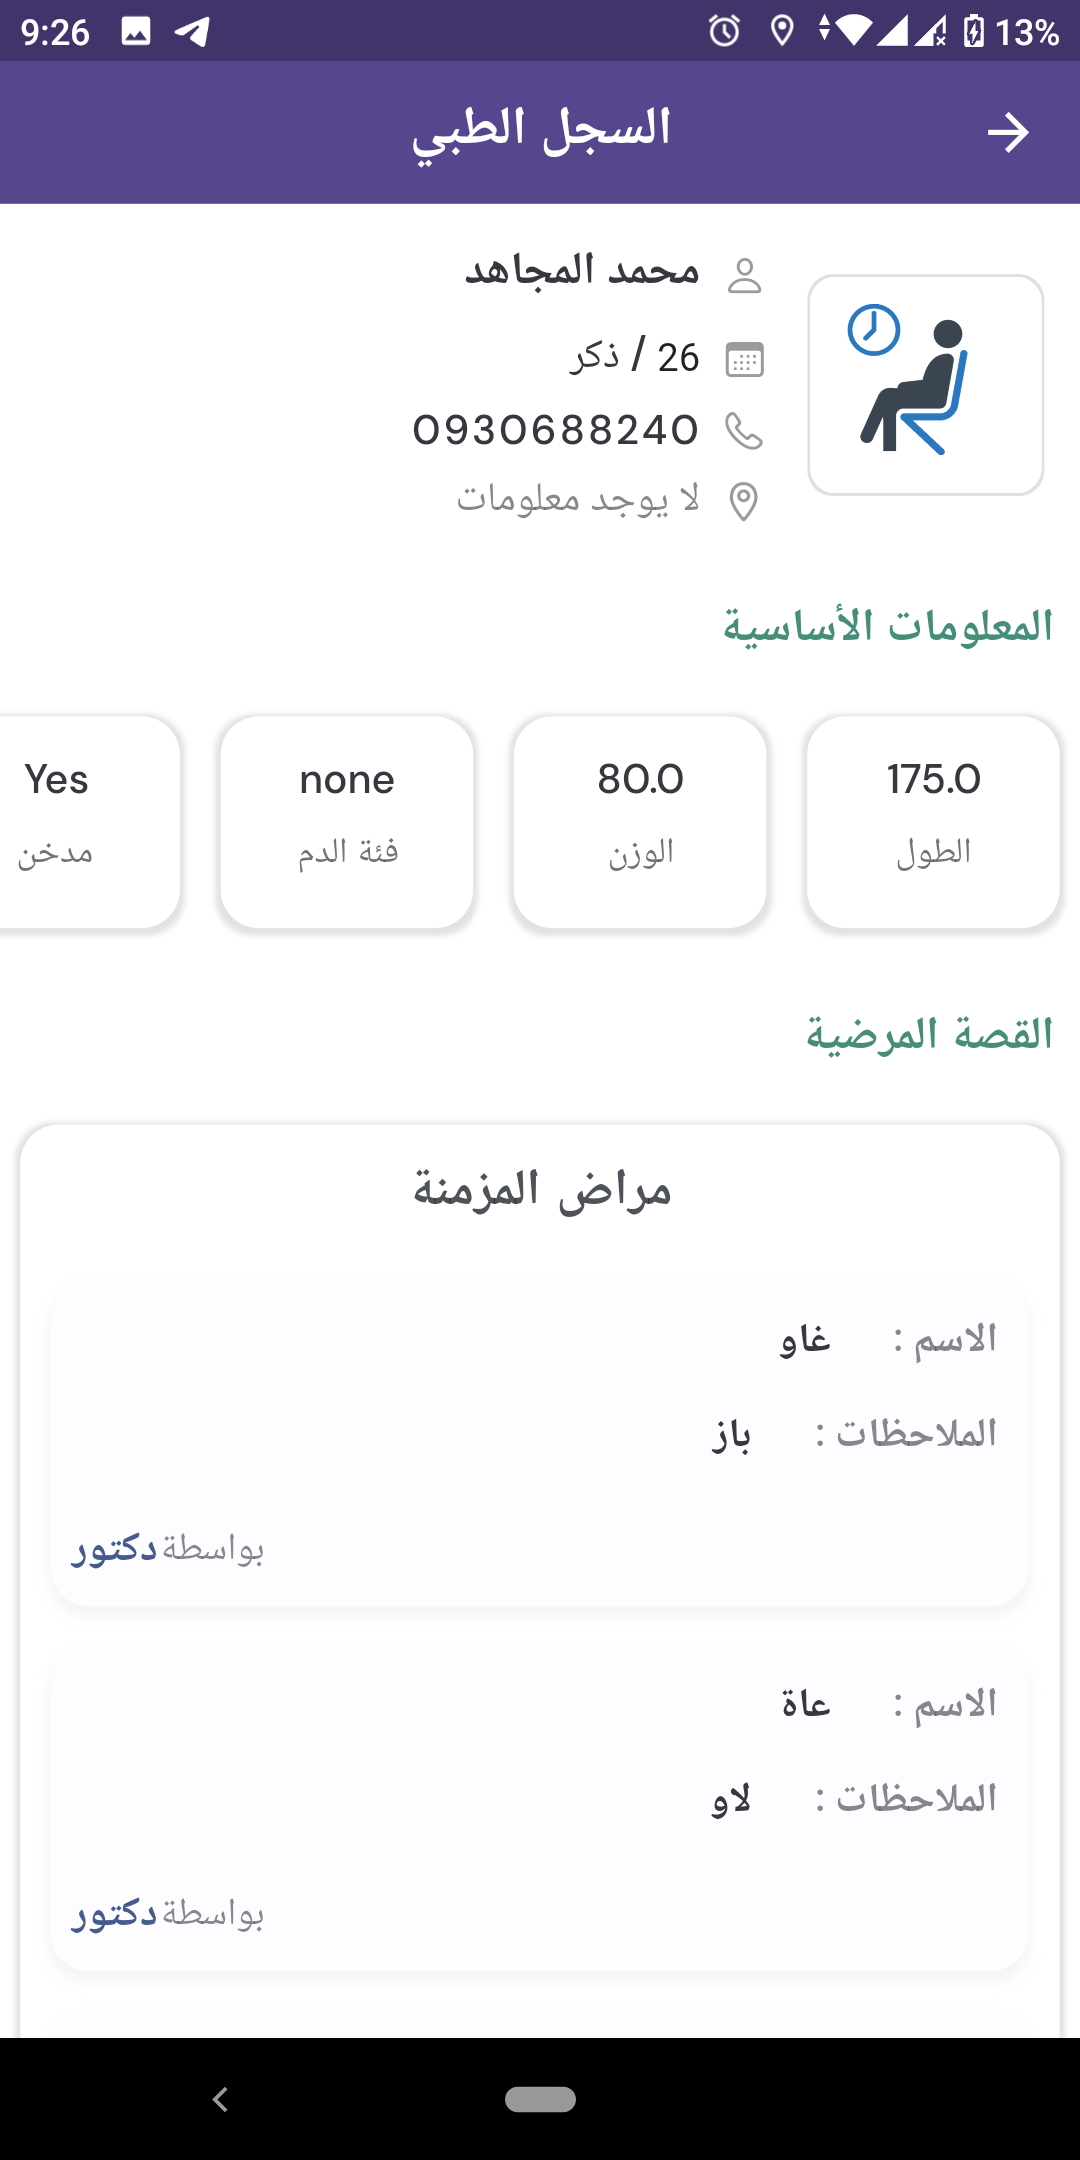 9:26 13%
السجل الطبي
محمد المجاهد
26 / ذكر
0930688240
لا يوجد معلومات
المعلومات الأساسية
175.0 80.0 none Yes
الطول الوزن فئة الدم مدخن
القصة المرضية
مراض المزمنة
الاسم : غاو
الملاحظات : باز
بواسطة دكتور
الاسم : عاة
الملاحظات : لاو
بواسطة دكتور